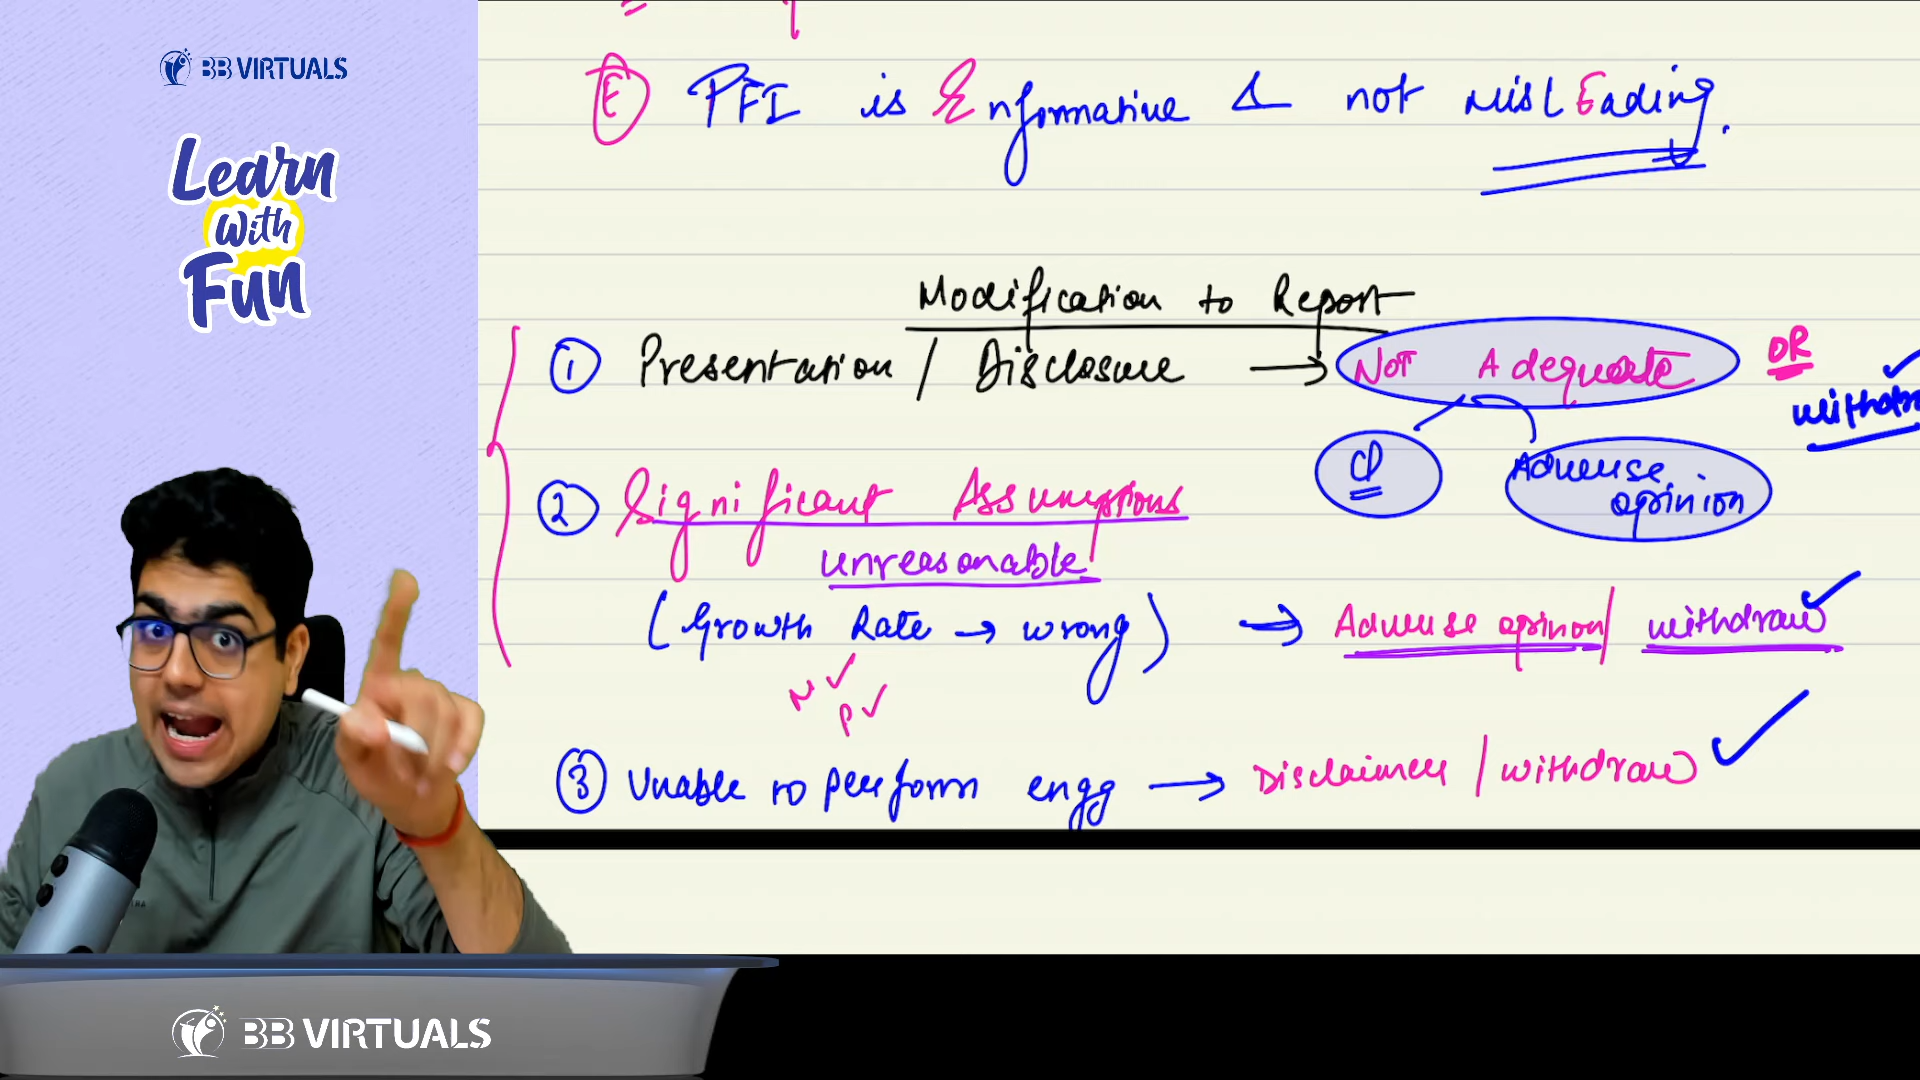 BB VIRTUALS
Learn
with
Fun
E PFI is Enformative & not misLEading.
Modification to Report
1 Presentation / Disclosure → Not Adequate OR
withdra
Adverse
opinion
2 Significant Assumptions
unreasonable
(Growth Rate → wrong) → Adverse opinion / withdraw
N ✓
P ✓
3 Unable to perform engg → Disclaimer / withdraw
BB VIRTUALS